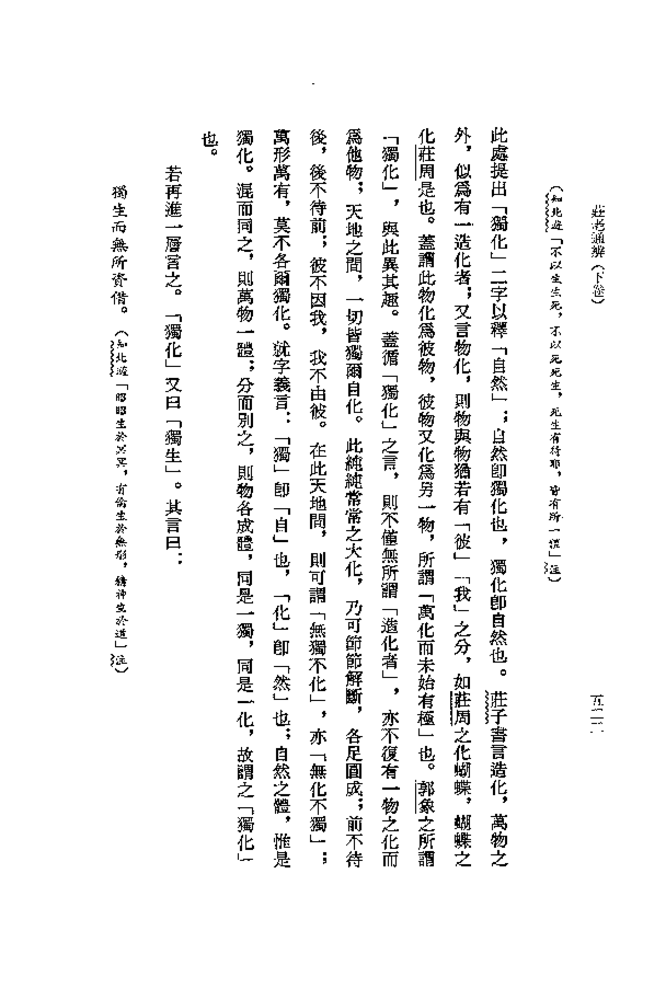 莊老通辨（下卷）
五二二
（知北遊「不以生生死，不以死死生，死生有待耶，皆有所一體」注）
此處提出「獨化」二字以釋「自然」；自然卽獨化也，獨化卽自然也。莊子書言造化，萬物之
外，似爲有一造化者；又言物化，則物與物猶若有「彼」「我」之分，如莊周之化蝴蝶，蝴蝶之
化莊周是也。蓋謂此物化爲彼物，彼物又化爲另一物，所謂「萬化而未始有極」也。郭象之所謂
「獨化」，與此異其趣。蓋循「獨化」之言，則不僅無所謂「造化者」，亦不復有一物之化而
爲他物；天地之間，一切皆獨爾自化。此純純常常之大化，乃可節節解斷，各足圓成；前不待
後，後不待前；彼不因我，我不由彼。在此天地間，則可謂「無獨不化」，亦「無化不獨」；
萬形萬有，莫不各爾獨化。就字義言：「獨」卽「自」也，「化」卽「然」也；自然之體，惟是
獨化。混而同之，則萬物一體；分而別之，則物各成體，同是一獨，同是一化，故謂之「獨化」
也。
若再進一層言之。「獨化」又曰「獨生」。其言曰：
獨生而無所資借。（知北遊「昭昭生於冥冥，有倫生於無形，精神生於道」注）